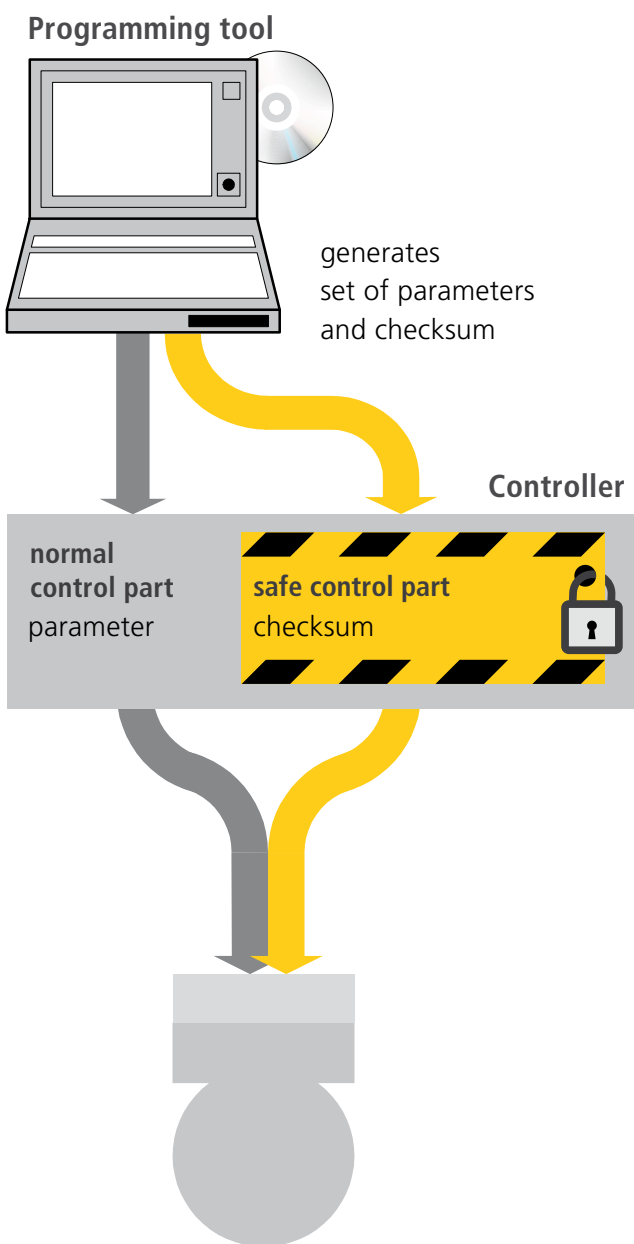 Programming tool
generates
set of parameters
and checksum
Controller
normal
control part
parameter
safe control part
checksum